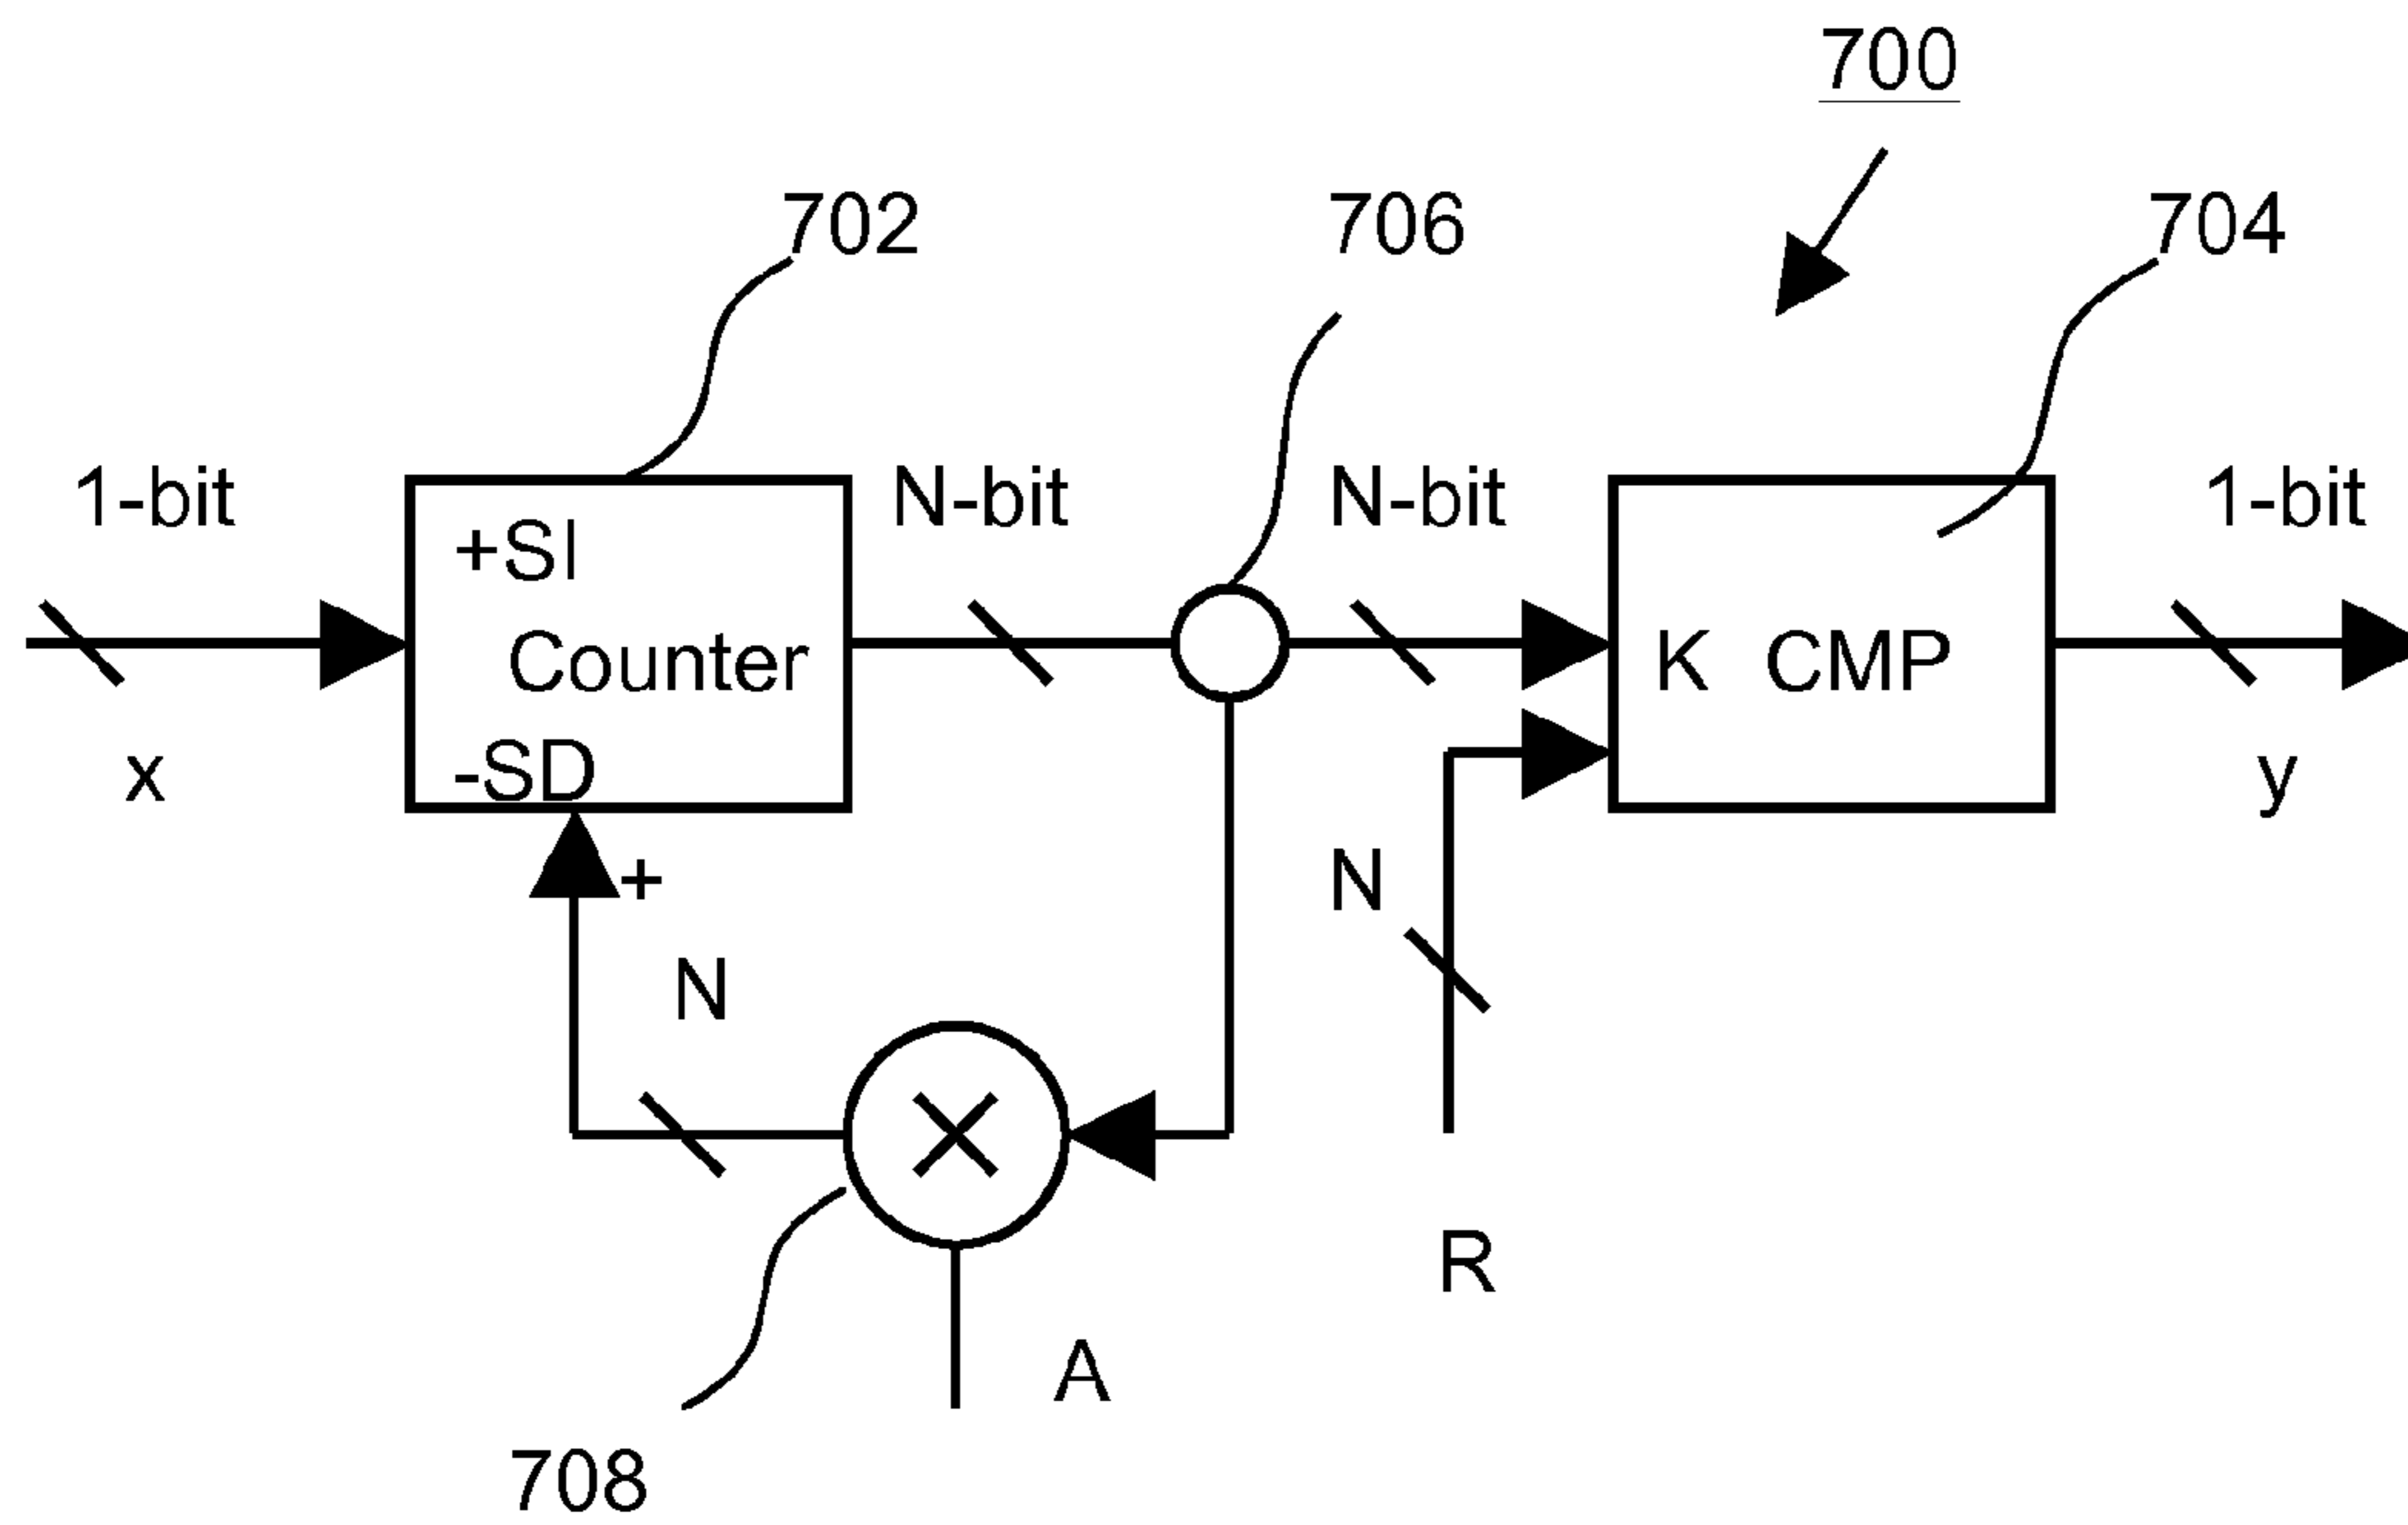 700
702
706
704
1-bit
N-bit
N-bit
1-bit
+SI
Counter
K CMP
-SD
x
y
+
N
N
R
A
708